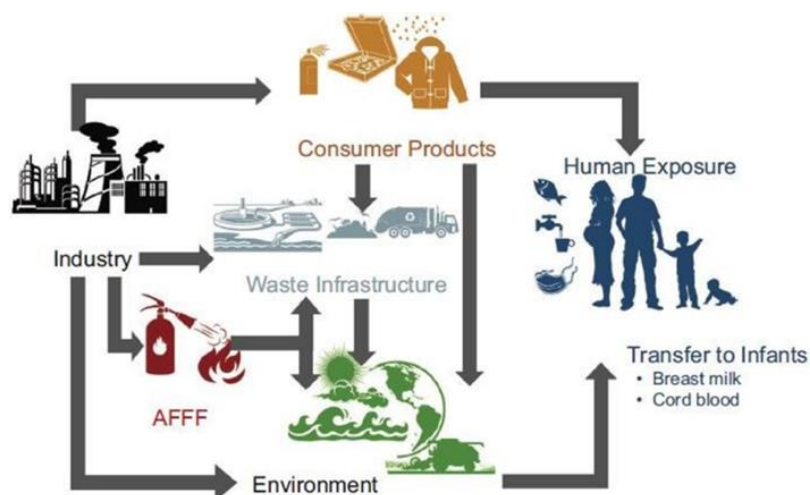 Consumer Products
Human Exposure
Industry
Waste Infrastructure
AFFF
Transfer to Infants
• Breast milk
• Cord blood
Environment